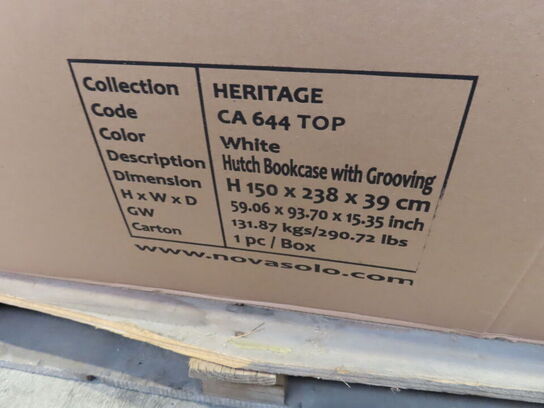 Collection HERITAGE
Code CA 644 TOP
Color White
Description Hutch Bookcase with Grooving
Dimension H 150 x 238 x 39 cm
H x W x D 59.06 x 93.70 x 15.35 inch
GW 131.87 kgs/290.72 lbs
Carton 1 pc / Box
www.novasolo.com